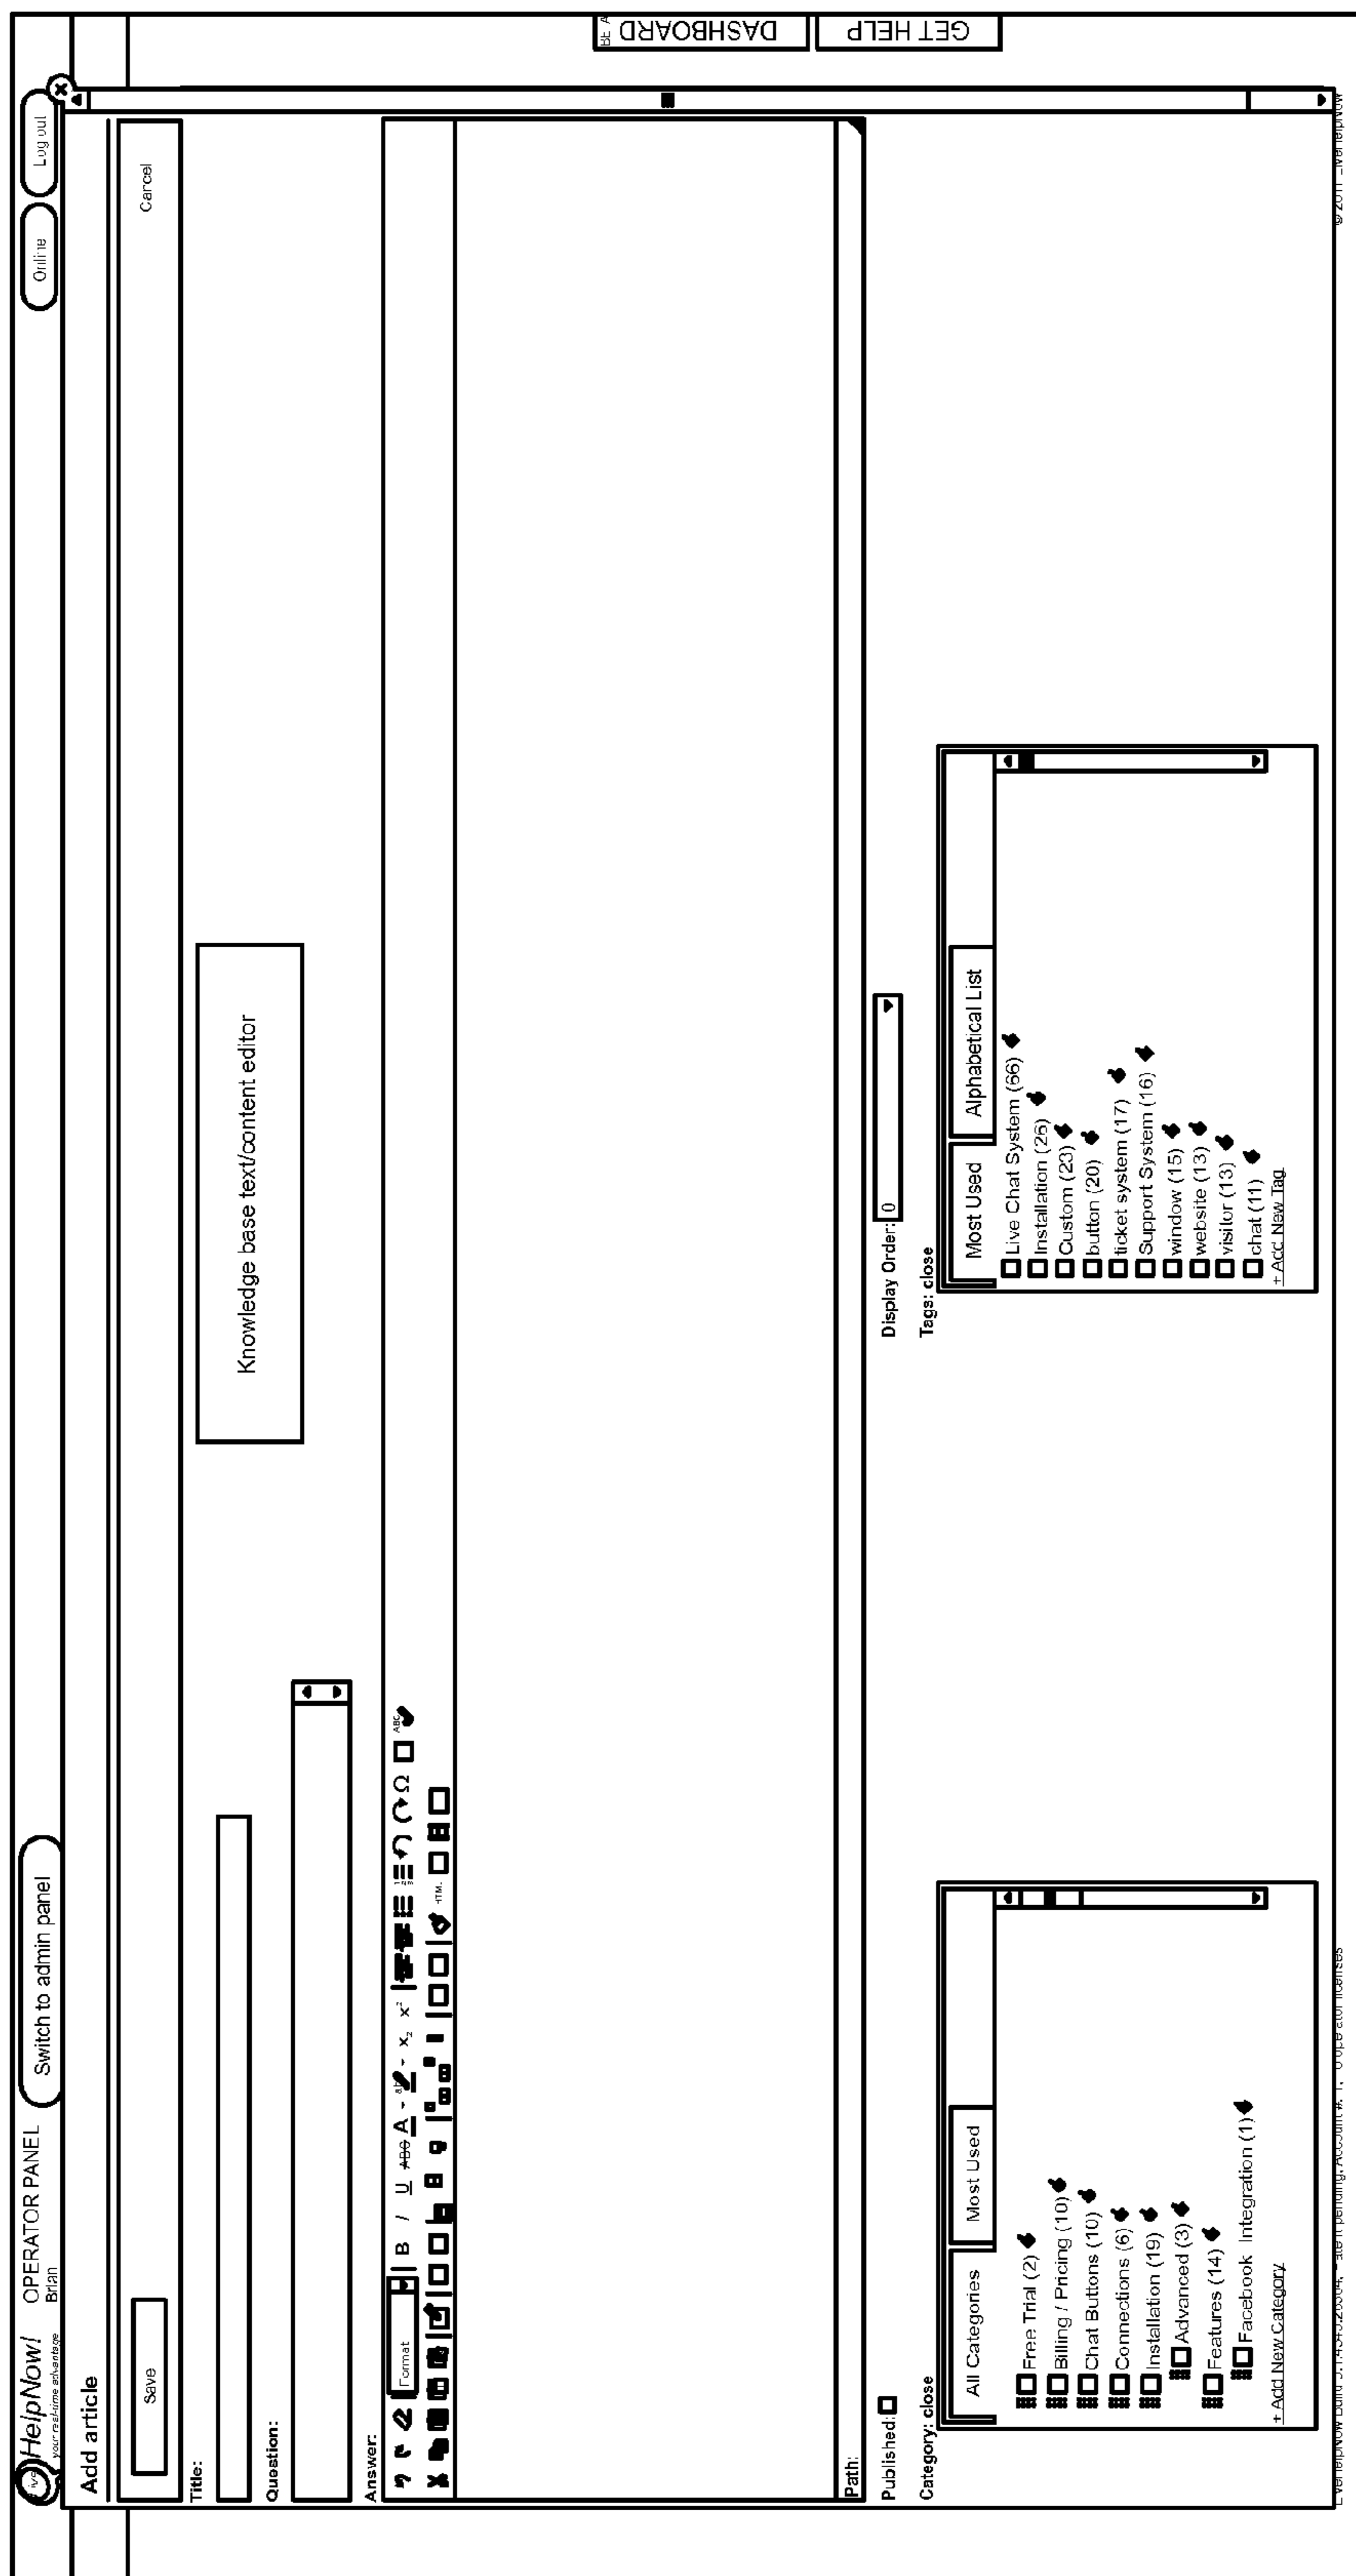 HelpNow!
your real-time advantage
OPERATOR PANEL
Brian
Switch to admin panel
Online
Log out
Add article
Save
Cancel
Title:
Knowledge base text/content editor
Question:
Answer:
Format
B I U ABC A - - x₂ x² Ω ABC
Path:
Published:
Display Order: 0
Category: close
Tags: close
All Categories
Most Used
Free Trial (2)
Billing / Pricing (10)
Chat Buttons (10)
Connections (6)
Installation (19)
Advanced (3)
Features (14)
Facebook Integration (1)
+ Add New Category
Most Used
Alphabetical List
Live Chat System (66)
Installation (26)
Custom (23)
button (20)
ticket system (17)
Support System (16)
window (15)
website (13)
visitor (13)
chat (11)
+ Add New Tag
DASHBOARD
GET HELP